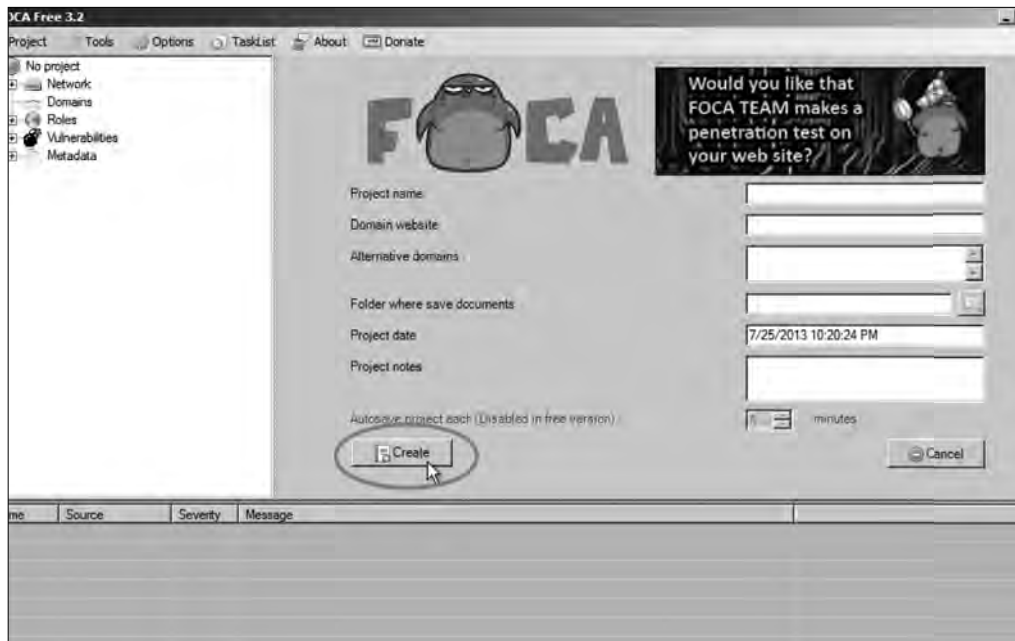 OCA Free 3.2
Project Tools Options TaskList About Donate
No project
Network
Domains
Roles
Vulnerabilities
Metadata
FOCA
Would you like that
FOCA TEAM makes a
penetration test on
your web site?
Project name
Domain website
Alternative domains
Folder where save documents
Project date 7/25/2013 10:20:24 PM
Project notes
Autosave project each (Disabled in free version) minutes
Create Cancel
me Source Severity Message